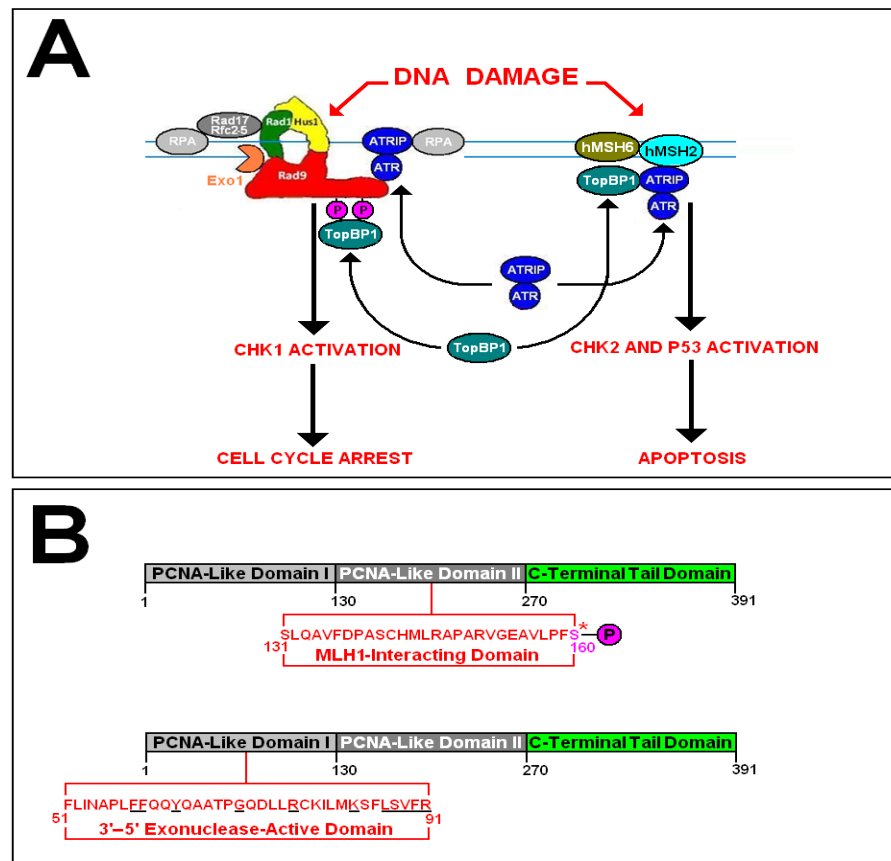 A
DNA DAMAGE
Rad17
Rfc2-5
Rad1
Hus1
RPA
ATRIP
RPA
hMSH6
hMSH2
Exo1
Rad9
ATR
TopBP1
ATRIP
ATR
P P
TopBP1
ATRIP
ATR
TopBP1
CHK1 ACTIVATION
CHK2 AND P53 ACTIVATION
CELL CYCLE ARREST
APOPTOSIS
B
PCNA-Like Domain I PCNA-Like Domain II C-Terminal Tail Domain
1 130 270 391
SLQAVFDPASCHMLRAPARVGEAVLPFS* P
131 160
MLH1-Interacting Domain
PCNA-Like Domain I PCNA-Like Domain II C-Terminal Tail Domain
1 130 270 391
FLINAPLFFQQYQAATPGQDLLRCKILMKSFLSVFR
51 91
3'–5' Exonuclease-Active Domain